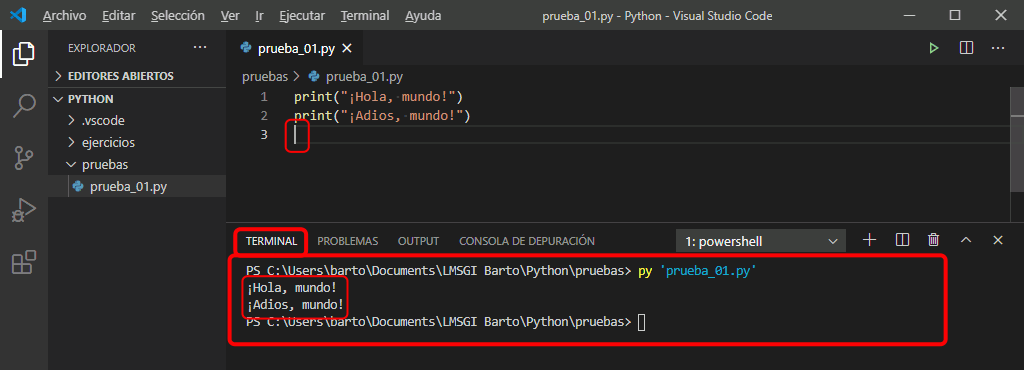 Archivo Editar Selección Ver Ir Ejecutar Terminal Ayuda prueba_01.py - Python - Visual Studio Code
EXPLORADOR
EDITORES ABIERTOS
PYTHON
.vscode
ejercicios
pruebas
prueba_01.py
prueba_01.py
pruebas > prueba_01.py
1 print("¡Hola, mundo!")
2 print("¡Adios, mundo!")
3
TERMINAL PROBLEMAS OUTPUT CONSOLA DE DEPURACIÓN 1: powershell
PS C:\Users\barto\Documents\LMSGI Barto\Python\pruebas> py 'prueba_01.py'
¡Hola, mundo!
¡Adios, mundo!
PS C:\Users\barto\Documents\LMSGI Barto\Python\pruebas>